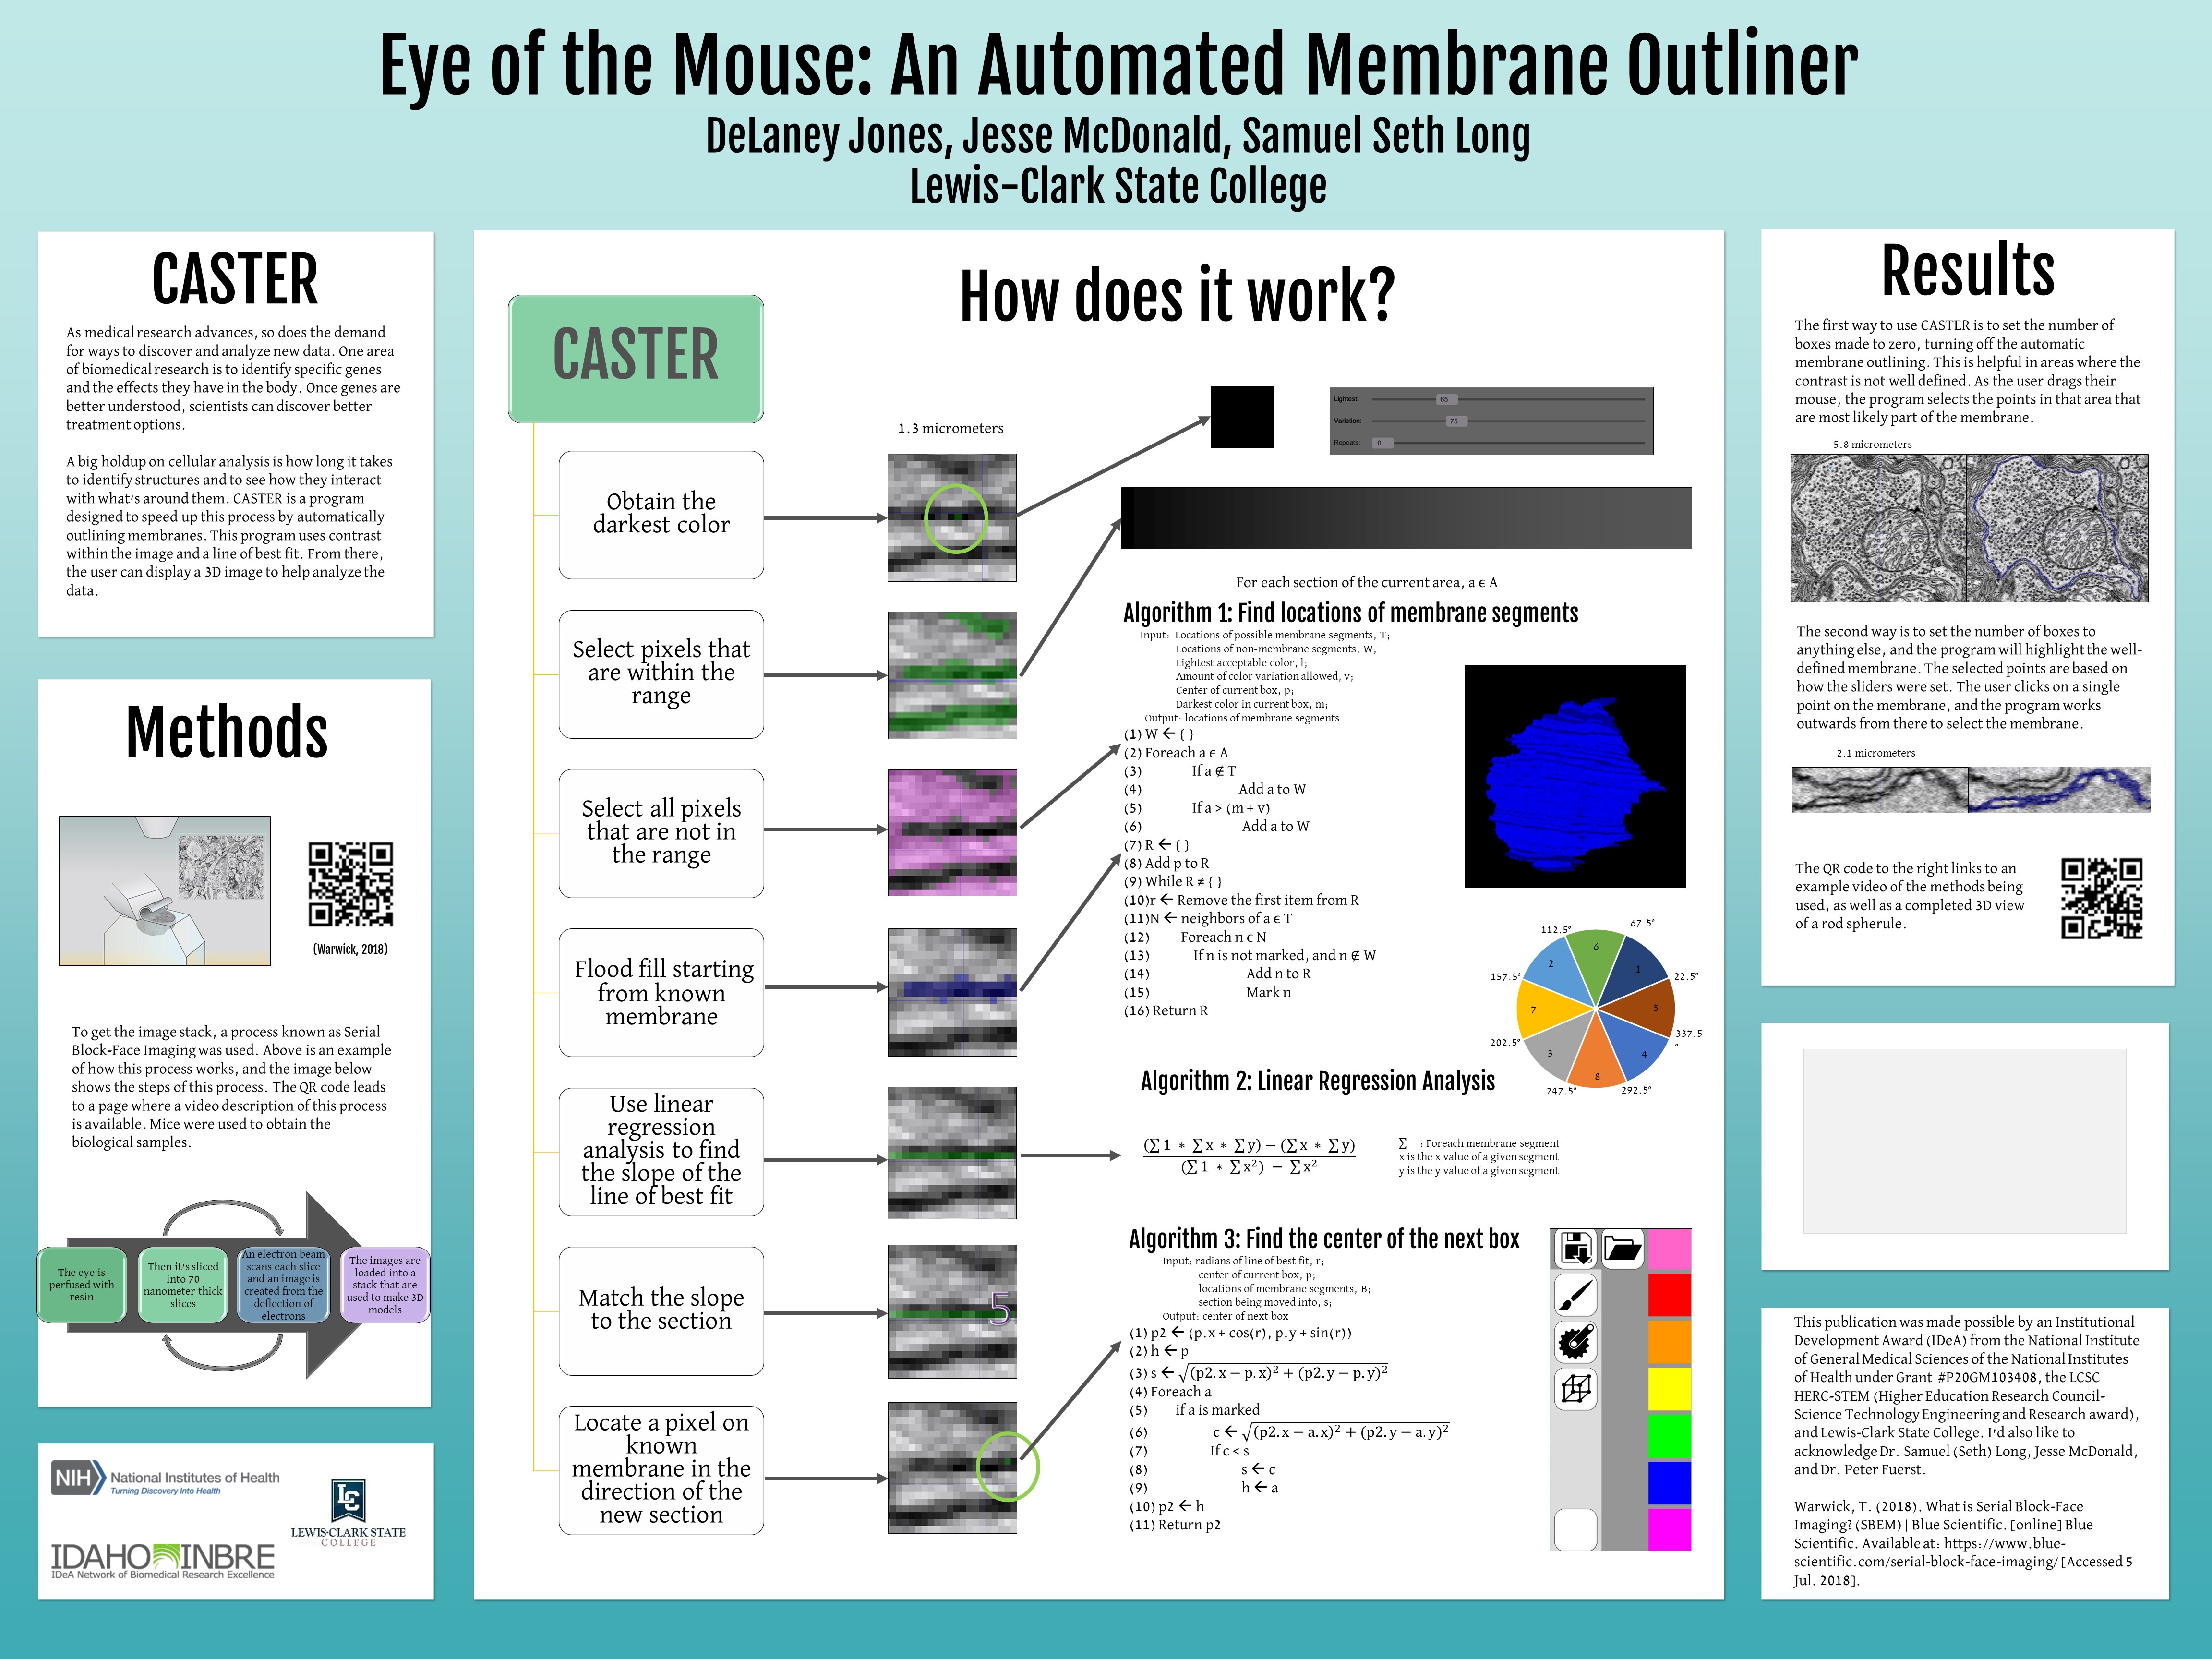 Eye of the Mouse: An Automated Membrane Outliner
DeLaney Jones, Jesse McDonald, Samuel Seth Long
Lewis-Clark State College
CASTER
As medical research advances, so does the demand
for ways to discover and analyze new data. One area
of biomedical research is to identify specific genes
and the effects they have in the body. Once genes are
better understood, scientists can discover better
treatment options.
A big holdup on cellular analysis is how long it takes
to identify structures and to see how they interact
with what's around them. CASTER is a program
designed to speed up this process by automatically
outlining membranes. This program uses contrast
within the image and a line of best fit. From there,
the user can display a 3D image to help analyze the
data.
Methods
(Warwick, 2018)
To get the image stack, a process known as Serial
Block-Face Imaging was used. Above is an example
of how this process works, and the image below
shows the steps of this process. The QR code leads
to a page where a video description of this process
is available. Mice were used to obtain the
biological samples.
The eye is
perfused with
resin
Then it's sliced
into 70
nanometer thick
slices
An electron beam
scans each slice
and an image is
created from the
deflection of
electrons
The images are
loaded into a
stack that are
used to make 3D
models
NIH National Institutes of Health
Turning Discovery Into Health
LC
LEWIS-CLARK STATE
COLLEGE
IDAHO INBRE
IDeA Network of Biomedical Research Excellence
How does it work?
CASTER
1.3 micrometers
Obtain the
darkest color
Select pixels that
are within the
range
Select all pixels
that are not in
the range
Flood fill starting
from known
membrane
Use linear
regression
analysis to find
the slope of the
line of best fit
Match the slope
to the section
5
Locate a pixel on
known
membrane in the
direction of the
new section
Lightest: 65
Variation: 75
Repeats: 0
For each section of the current area, a ϵ A
Algorithm 1: Find locations of membrane segments
Input: Locations of possible membrane segments, T;
Locations of non-membrane segments, W;
Lightest acceptable color, l;
Amount of color variation allowed, v;
Center of current box, p;
Darkest color in current box, m;
Output: locations of membrane segments
(1) W ← { }
(2) Foreach a ϵ A
(3) If a ∉ T
(4) Add a to W
(5) If a > (m + v)
(6) Add a to W
(7) R ← { }
(8) Add p to R
(9) While R ≠ { }
(10)r ← Remove the first item from R
(11)N ← neighbors of a ϵ T
(12) Foreach n ϵ N
(13) If n is not marked, and n ∉ W
(14) Add n to R
(15) Mark n
(16) Return R
112.5°
67.5°
157.5°
22.5°
202.5°
337.5
°
247.5°
292.5°
6
2
1
7
5
3
4
8
Algorithm 2: Linear Regression Analysis
(∑1 * ∑x * ∑y) − (∑x * ∑y)
(∑1 * ∑x²) − ∑x²
∑ : Foreach membrane segment
x is the x value of a given segment
y is the y value of a given segment
Algorithm 3: Find the center of the next box
Input: radians of line of best fit, r;
center of current box, p;
locations of membrane segments, B;
section being moved into, s;
Output: center of next box
(1) p2 ← (p.x + cos(r), p.y + sin(r))
(2) h ← p
(3) s ← √(p2.x − p.x)² + (p2.y − p.y)²
(4) Foreach a
(5) if a is marked
(6) c ← √(p2.x − a.x)² + (p2.y − a.y)²
(7) If c < s
(8) s ← c
(9) h ← a
(10) p2 ← h
(11) Return p2
Results
The first way to use CASTER is to set the number of
boxes made to zero, turning off the automatic
membrane outlining. This is helpful in areas where the
contrast is not well defined. As the user drags their
mouse, the program selects the points in that area that
are most likely part of the membrane.
5.8 micrometers
The second way is to set the number of boxes to
anything else, and the program will highlight the well-
defined membrane. The selected points are based on
how the sliders were set. The user clicks on a single
point on the membrane, and the program works
outwards from there to select the membrane.
2.1 micrometers
The QR code to the right links to an
example video of the methods being
used, as well as a completed 3D view
of a rod spherule.
This publication was made possible by an Institutional
Development Award (IDeA) from the National Institute
of General Medical Sciences of the National Institutes
of Health under Grant #P20GM103408, the LCSC
HERC-STEM (Higher Education Research Council-
Science Technology Engineering and Research award),
and Lewis-Clark State College. I'd also like to
acknowledge Dr. Samuel (Seth) Long, Jesse McDonald,
and Dr. Peter Fuerst.
Warwick, T. (2018). What is Serial Block-Face
Imaging? (SBEM) | Blue Scientific. [online] Blue
Scientific. Available at: https://www.blue-
scientific.com/serial-block-face-imaging/ [Accessed 5
Jul. 2018].